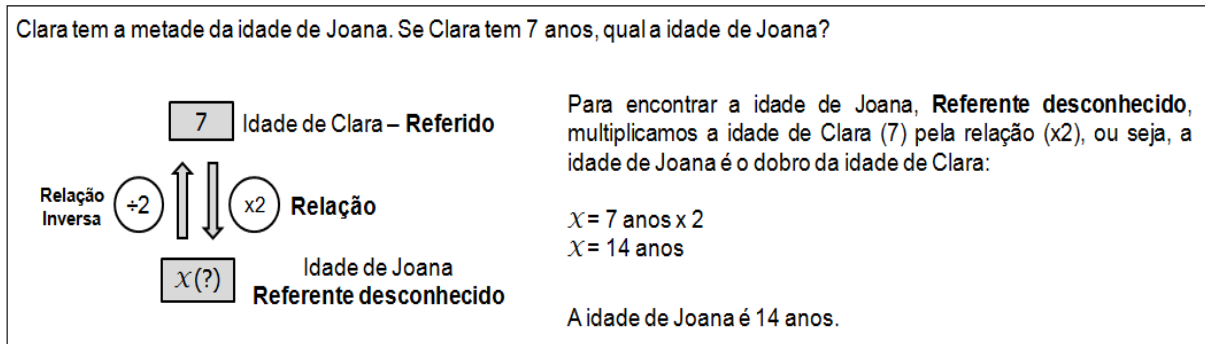 Clara tem a metade da idade de Joana. Se Clara tem 7 anos, qual a idade de Joana?
7
Idade de Clara – Referido
Relação
Inversa
÷2
x2
Relação
X(?)
Idade de Joana
Referente desconhecido
Para encontrar a idade de Joana, Referente desconhecido,
multiplicamos a idade de Clara (7) pela relação (x2), ou seja, a
idade de Joana é o dobro da idade de Clara:
X = 7 anos x 2
X = 14 anos
A idade de Joana é 14 anos.